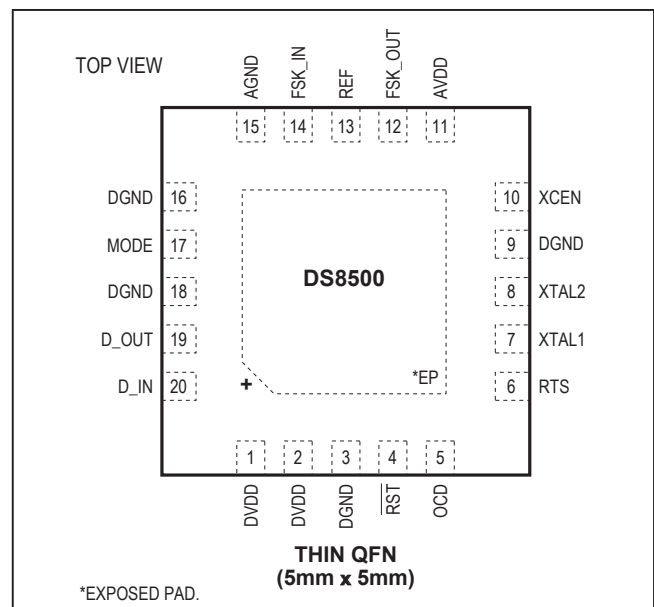 TOP VIEW
AGND FSK_IN REF FSK_OUT AVDD
15 14 13 12 11
DGND 16 10 XCEN
MODE 17 9 DGND
DS8500
DGND 18 8 XTAL2
D_OUT 19 7 XTAL1
*EP
D_IN 20 + 6 RTS
1 2 3 4 5
DVDD DVDD DGND RST OCD
THIN QFN
(5mm x 5mm)
*EXPOSED PAD.